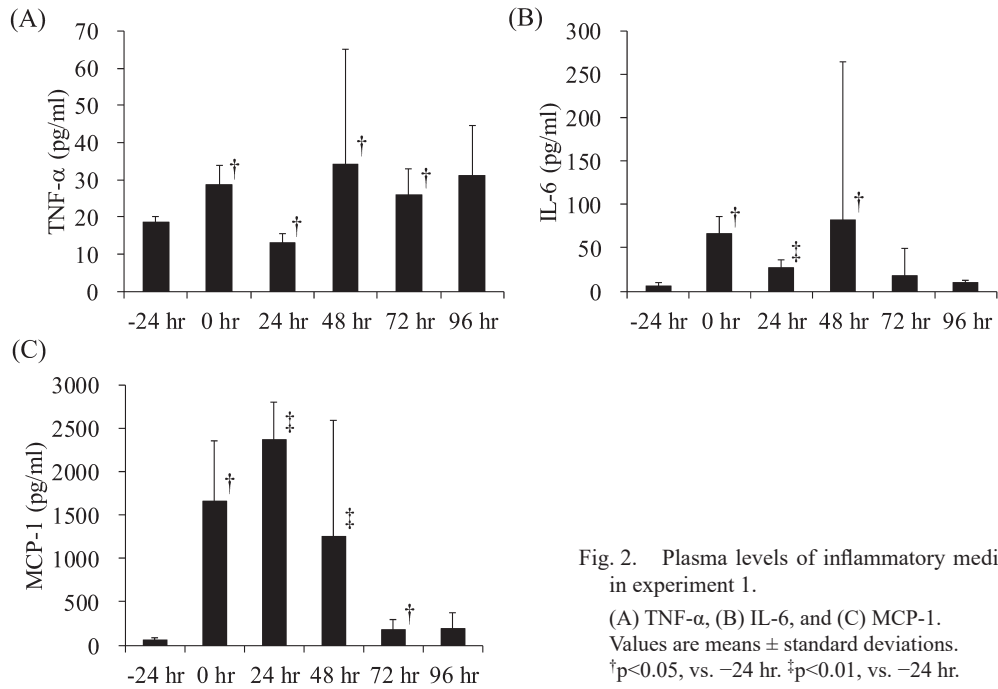 (A)
TNF-α (pg/ml)
70
60
50
40
30
20
10
0
†
†
†
†
-24 hr 0 hr 24 hr 48 hr 72 hr 96 hr
(B)
IL-6 (pg/ml)
300
250
200
150
100
50
0
†
‡
†
-24 hr 0 hr 24 hr 48 hr 72 hr 96 hr
(C)
MCP-1 (pg/ml)
3000
2500
2000
1500
1000
500
0
†
‡
‡
†
-24 hr 0 hr 24 hr 48 hr 72 hr 96 hr
Fig. 2. Plasma levels of inflammatory medi
in experiment 1.
(A) TNF-α, (B) IL-6, and (C) MCP-1.
Values are means ± standard deviations.
†p<0.05, vs. −24 hr. ‡p<0.01, vs. −24 hr.